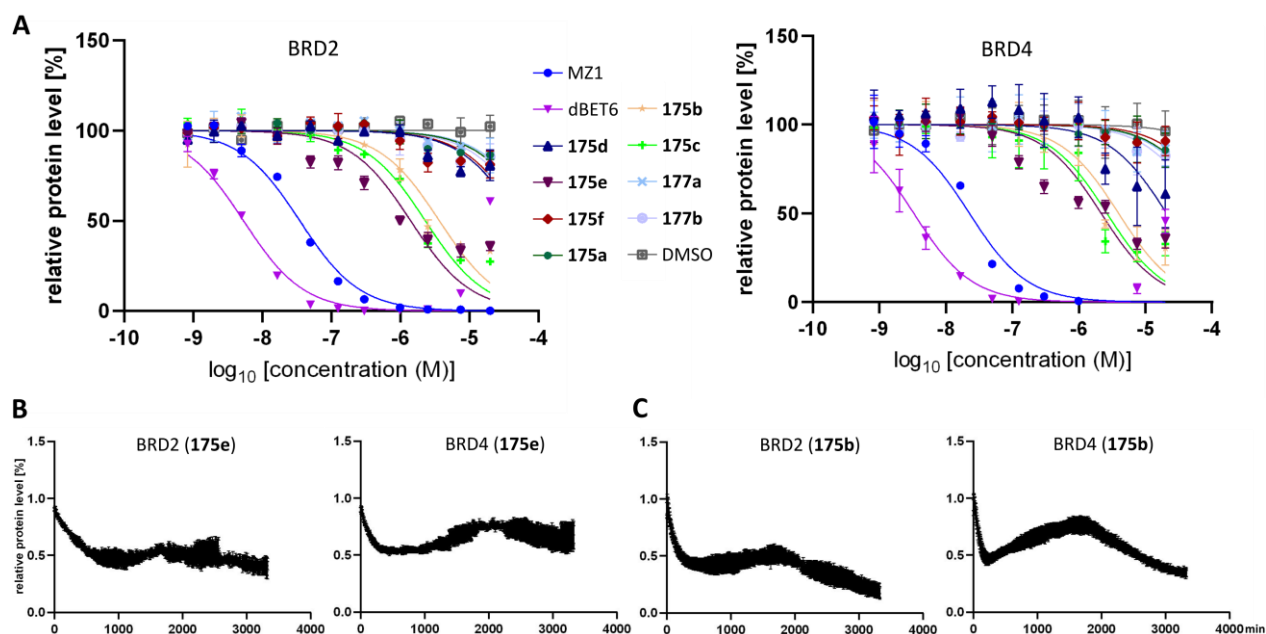 A
BRD2
relative protein level [%]
150
100
50
0
-10
-9
-8
-7
-6
-5
-4
log10 [concentration (M)]
MZ1
dBET6
175b
175d
175c
175e
177a
175f
177b
175a
DMSO
BRD4
relative protein level [%]
150
100
50
0
-10
-9
-8
-7
-6
-5
-4
log10 [concentration (M)]
B
BRD2 (175e)
relative protein level [%]
1.5
1.0
0.5
0.0
0
1000
2000
3000
4000
BRD4 (175e)
1.5
1.0
0.5
0.0
0
1000
2000
3000
4000
C
BRD2 (175b)
1.5
1.0
0.5
0.0
0
1000
2000
3000
4000
BRD4 (175b)
1.5
1.0
0.5
0.0
0
1000
2000
3000
4000 min